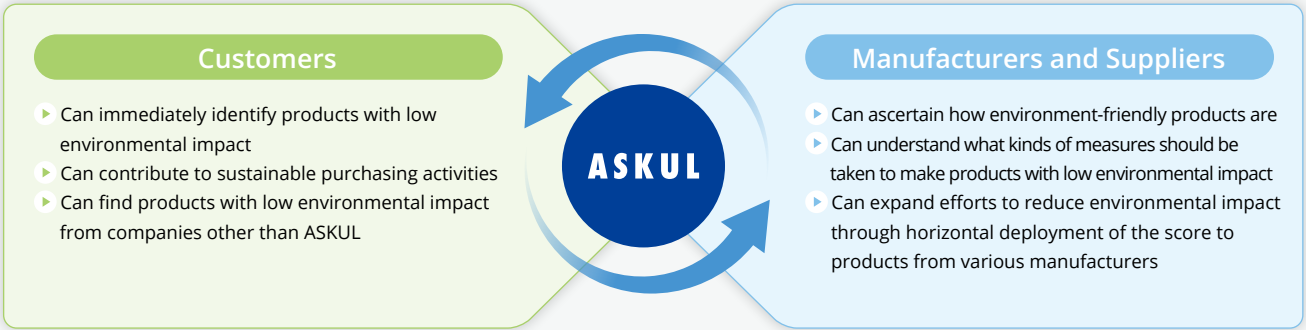 Customers
Can immediately identify products with low
environmental impact
Can contribute to sustainable purchasing activities
Can find products with low environmental impact
from companies other than ASKUL
ASKUL
Manufacturers and Suppliers
Can ascertain how environment-friendly products are
Can understand what kinds of measures should be
taken to make products with low environmental impact
Can expand efforts to reduce environmental impact
through horizontal deployment of the score to
products from various manufacturers